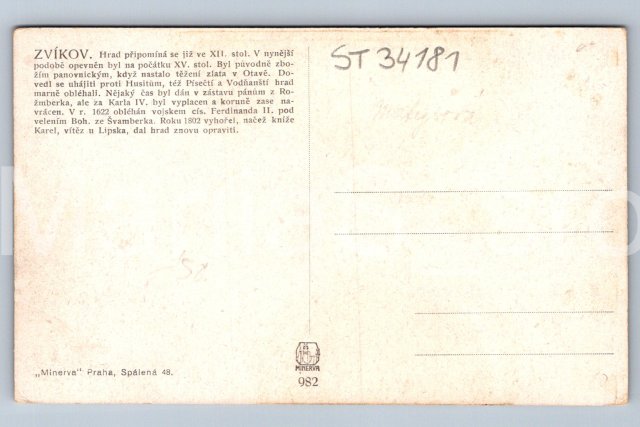 ZVÍKOV. Hrad připomíná se již ve XII. stol. V nynější
podobě opevněn byl na počátku XV. stol. Byl původně zbo-
žím panovnickým, když nastalo těžení zlata v Otavě. Do-
vedl se uhájiti proti Husitům, též Písečtí a Vodňanští hrad
marně obléhali. Nějaký čas byl dán v zástavu pánům z Ro-
žmberka, ale za Karla IV. byl vyplacen a koruně zase na-
vrácen. V r. 1622 obléhán vojskem cís. Ferdinanda II. pod
velením Boh. ze Švamberka. Roku 1802 vyhořel, načež kníže
Karel, vítěz u Lipska, dal hrad znovu opraviti.
ST 34181
MINERVA
982
„Minerva" Praha, Spálená 48.